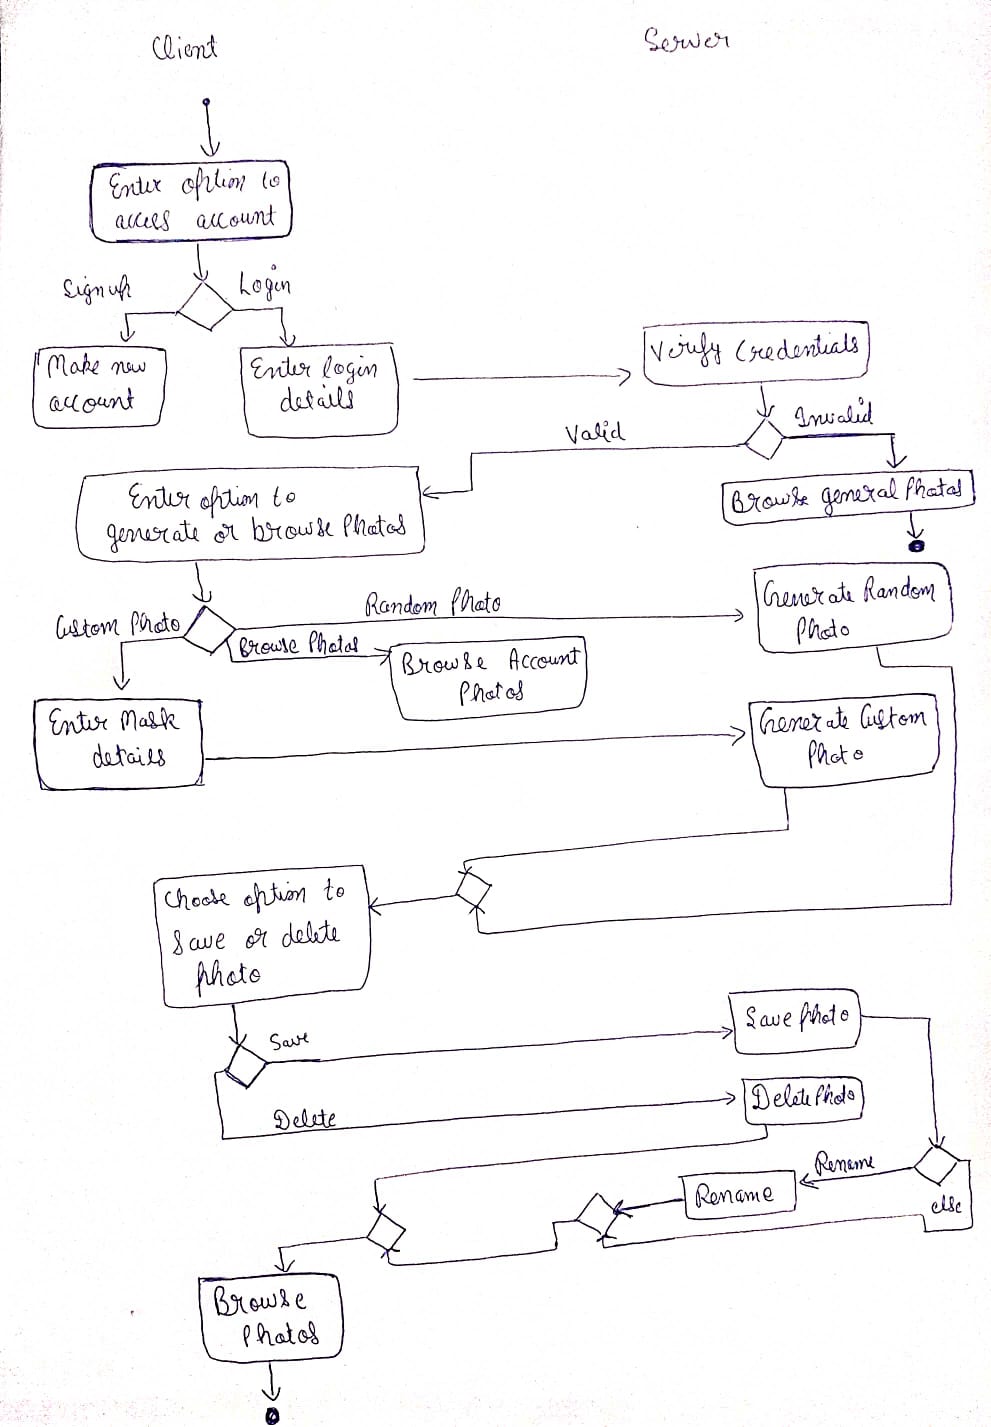 Client
Server
Enter option to
access account
Signup
Login
Make new
account
Enter login
details
Verify Credentials
Valid
Invalid
Enter option to
generate or browse Photos
Browse general Photos
Custom Photo
Random Photo
Browse Photos
Generate Random
Photo
Browse Account
Photos
Enter Mask
details
Generate Custom
Photo
Choose option to
Save or delete
photo
Save
Save photo
Delete
Delete Photo
Rename
Rename
else
Browse
Photos